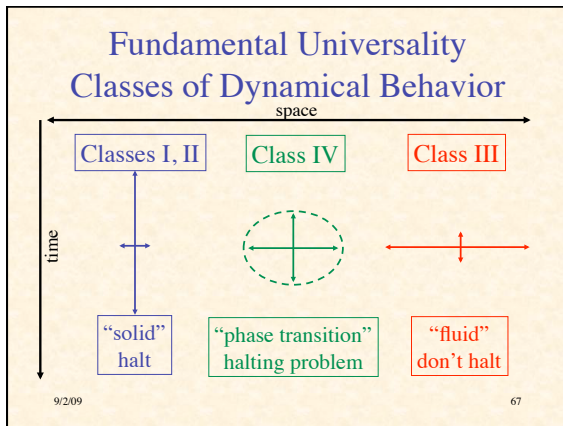 Fundamental Universality
Classes of Dynamical Behavior
space
time
Classes I, II
Class IV
Class III
“solid”
halt
“phase transition”
halting problem
“fluid”
don’t halt
9/2/09
67